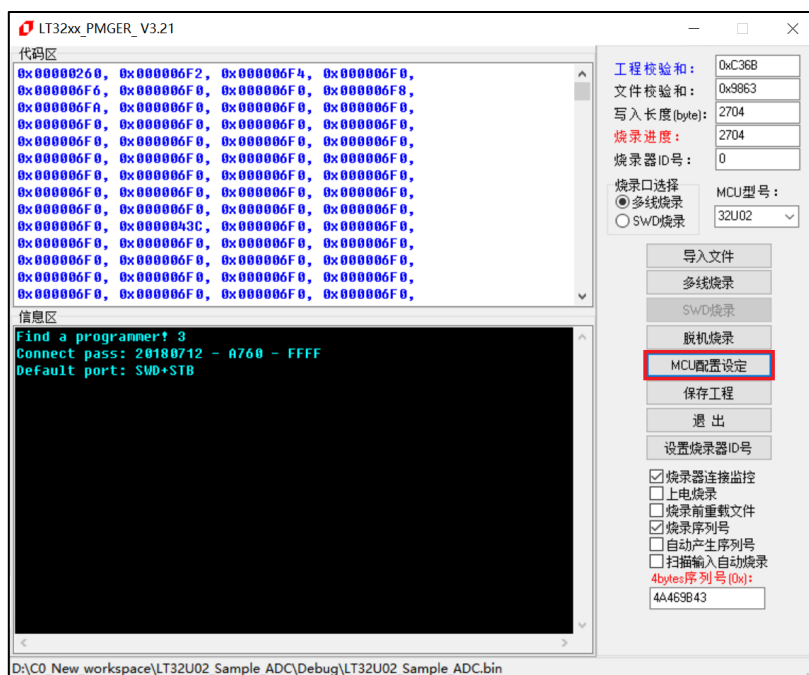 LT32xx_PMGER_ V3.21
代码区
0x00000260, 0x000006F2, 0x000006F4, 0x000006F0,
0x000006F6, 0x000006F0, 0x000006F0, 0x000006F8,
0x000006FA, 0x000006F0, 0x000006F0, 0x000006F0,
0x000006F0, 0x000006F0, 0x000006F0, 0x000006F0,
0x000006F0, 0x000006F0, 0x000006F0, 0x000006F0,
0x000006F0, 0x000006F0, 0x000006F0, 0x000006F0,
0x000006F0, 0x000006F0, 0x000006F0, 0x000006F0,
0x000006F0, 0x000006F0, 0x000006F0, 0x000006F0,
0x000006F0, 0x000006F0, 0x000006F0, 0x000006F0,
0x000006F0, 0x0000043C, 0x000006F0, 0x000006F0,
0x000006F0, 0x000006F0, 0x000006F0, 0x000006F0,
0x000006F0, 0x000006F0, 0x000006F0, 0x000006F0,
0x000006F0, 0x000006F0, 0x000006F0, 0x000006F0,
0x000006F0, 0x000006F0, 0x000006F0, 0x000006F0,
信息区
Find a programmer! 3
Connect pass: 20180712 - A760 - FFFF
Default port: SWD+STB
工程校验和: 0xC36B
文件校验和: 0x9863
写入长度(byte): 2704
烧录进度: 2704
烧录器ID号: 0
烧录口选择
多线烧录
SWD烧录
MCU型号:
32U02
导入文件
多线烧录
SWD烧录
脱机烧录
MCU配置设定
保存工程
退 出
设置烧录器ID号
烧录器连接监控
上电烧录
烧录前重载文件
烧录序列号
自动产生序列号
扫描输入自动烧录
4bytes序列号(0x):
4A469B43
D:\C0_New_workspace\LT32U02_Sample_ADC\Debug\LT32U02_Sample_ADC.bin